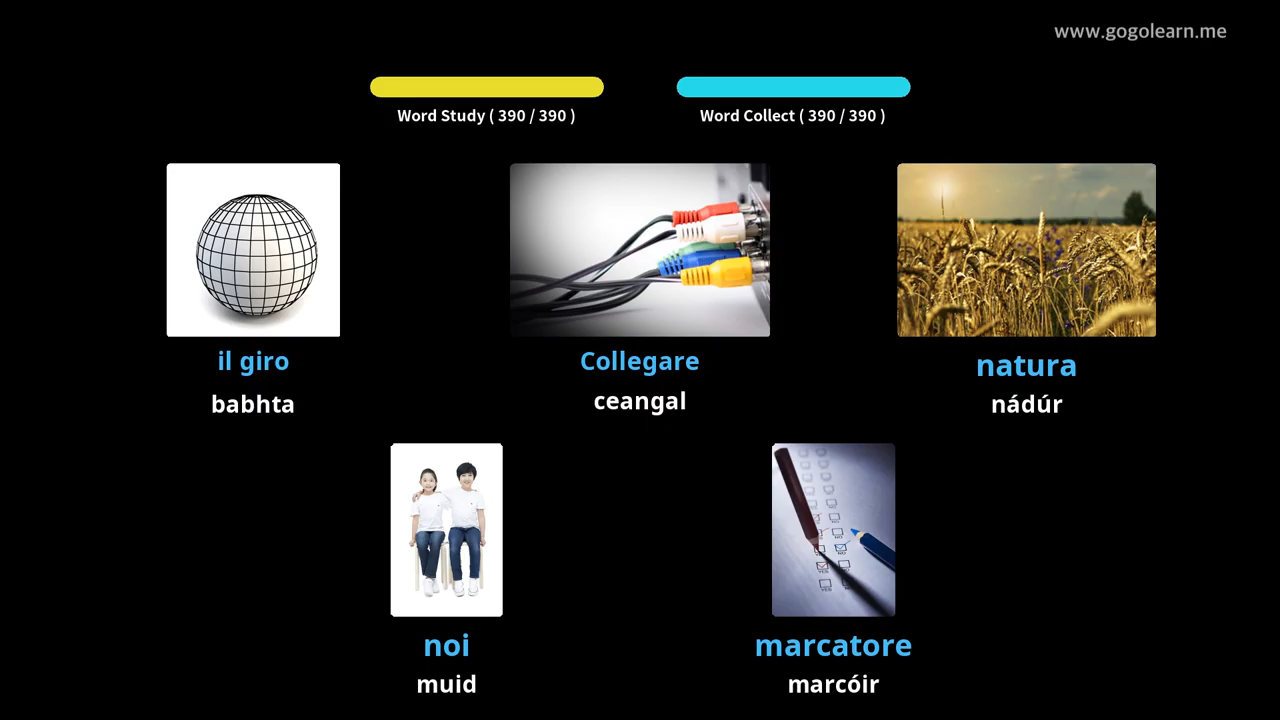 www.gogolearn.me
Word Study ( 390 / 390 )
Word Collect ( 390 / 390 )
il giro
babhta
Collegare
ceangal
natura
nádúr
noi
muid
marcatore
marcóir